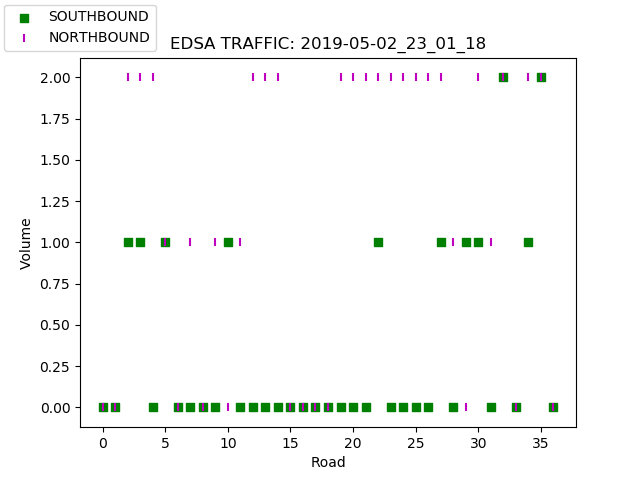 SOUTHBOUND
NORTHBOUND
EDSA TRAFFIC: 2019-05-02_23_01_18
2.00
1.75
1.50
1.25
1.00
0.75
0.50
0.25
0.00
Volume
0 5 10 15 20 25 30 35
Road